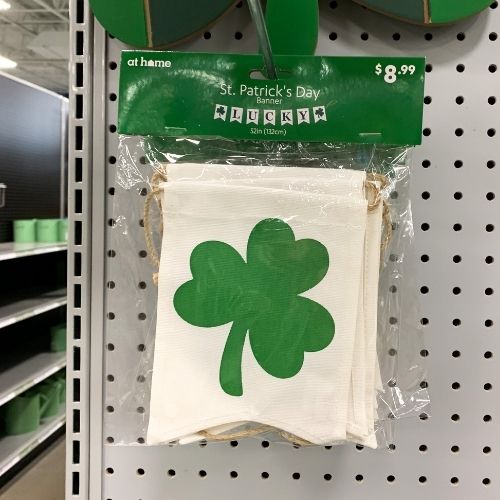 at home
$8.99
St. Patrick's Day
Banner
LUCKY
52in (132cm)